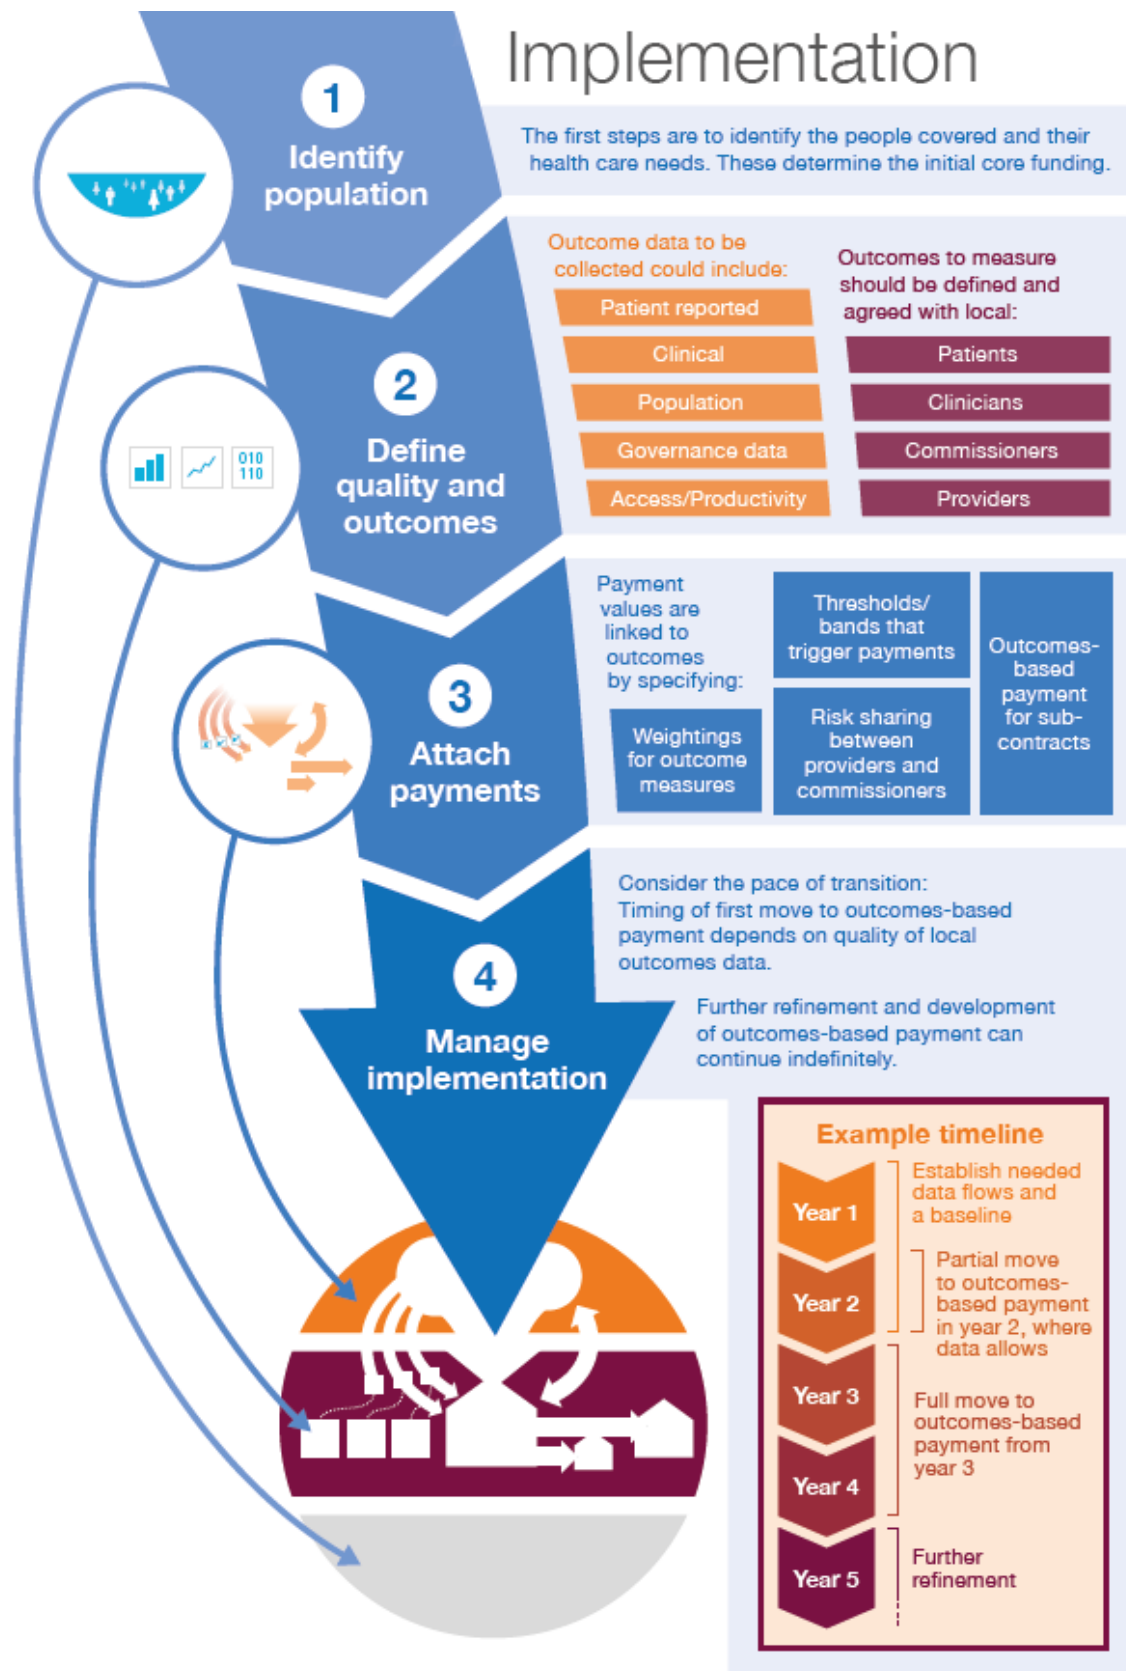 Implementation
1
Identify
population
The first steps are to identify the people covered and their
health care needs. These determine the initial core funding.
2
Define
quality and
outcomes
010
110
Outcome data to be
collected could include:
Patient reported
Clinical
Population
Governance data
Access/Productivity
Outcomes to measure
should be defined and
agreed with local:
Patients
Clinicians
Commissioners
Providers
3
Attach
payments
Payment
values are
linked to
outcomes
by specifying:
Weightings
for outcome
measures
Thresholds/
bands that
trigger payments
Risk sharing
between
providers and
commissioners
Outcomes-
based
payment
for sub-
contracts
4
Manage
implementation
Consider the pace of transition:
Timing of first move to outcomes-based
payment depends on quality of local
outcomes data.
Further refinement and development
of outcomes-based payment can
continue indefinitely.
Example timeline
Year 1
Establish needed
data flows and
a baseline
Year 2
Partial move
to outcomes-
based payment
in year 2, where
data allows
Year 3
Year 4
Full move to
outcomes-based
payment from
year 3
Year 5
Further
refinement